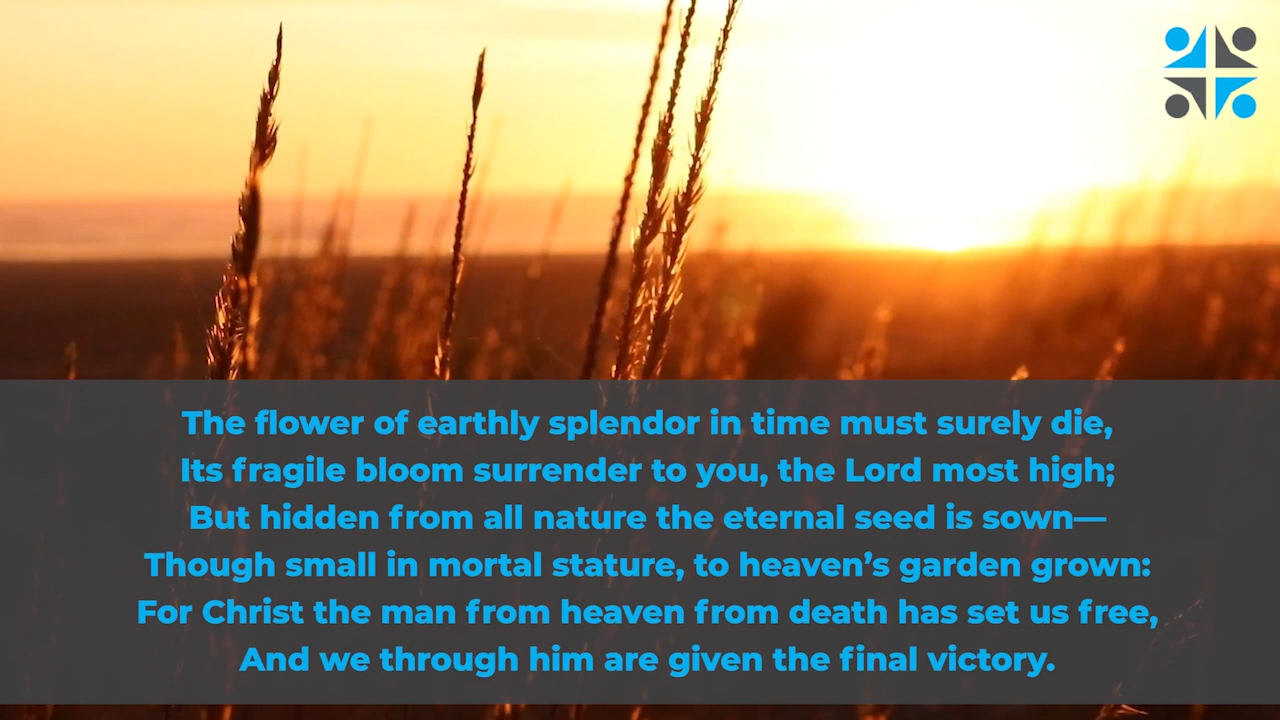 The flower of earthly splendor in time must surely die,
Its fragile bloom surrender to you, the Lord most high;
But hidden from all nature the eternal seed is sown—
Though small in mortal stature, to heaven’s garden grown:
For Christ the man from heaven from death has set us free,
And we through him are given the final victory.